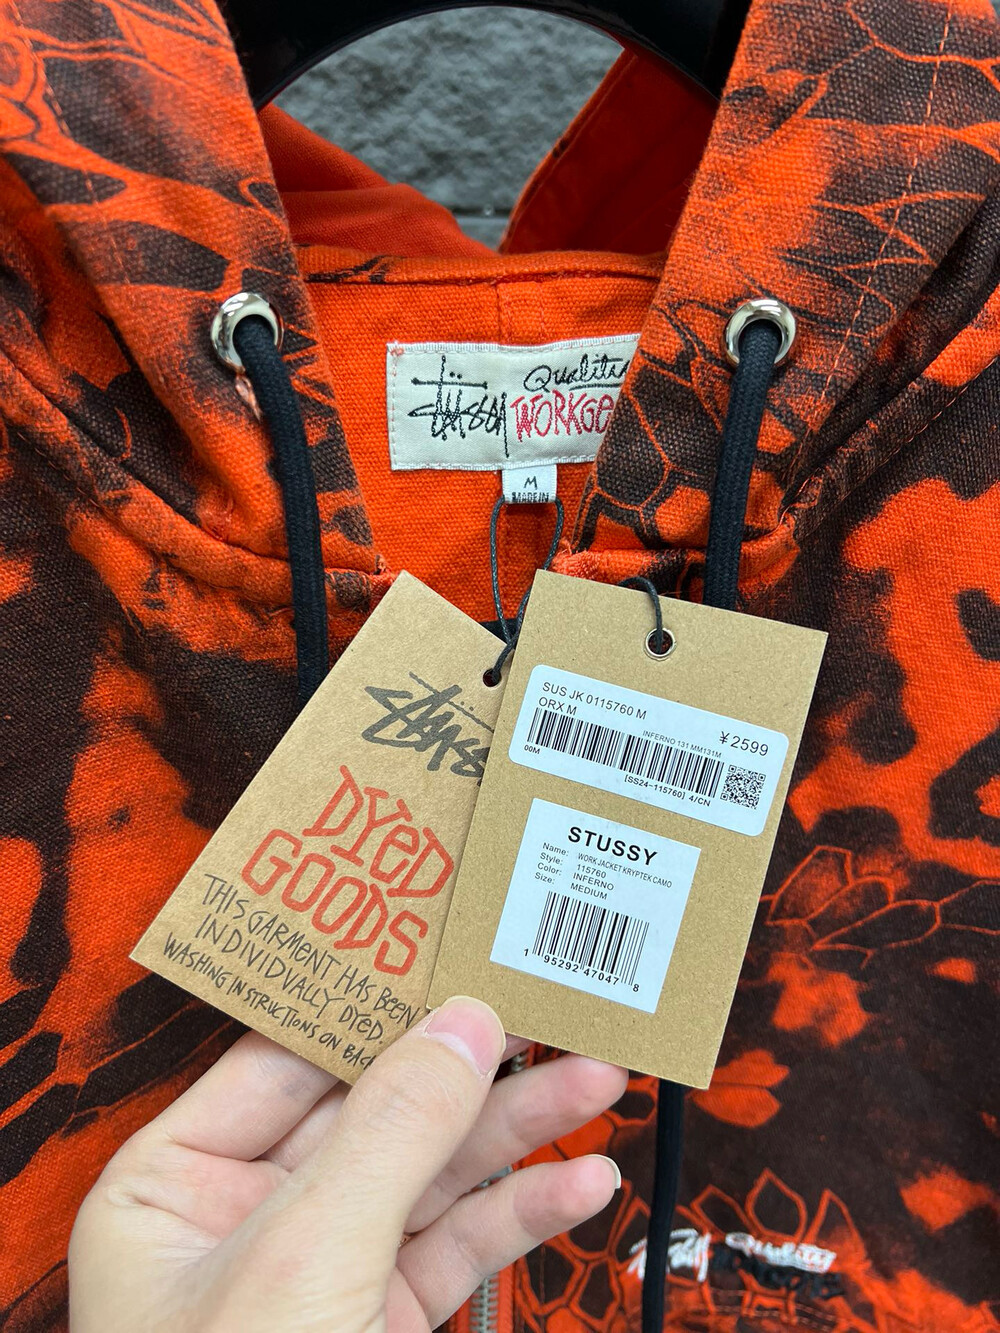 Stüssy Quality
WORKGE
M
MADE IN
Stüssy
DYED
GOODS
THIS GARMENT HAS BEEN
INDIVIDUALLY DYED.
WASHING INSTRUCTIONS ON BACK
SUS JK 0115760 M
ORX M
¥2599
INFERNO 131 MM131M
00M
[SS24-115760] 4/CN
STUSSY
Name: WORK JACKET KRYPTEK CAMO
Style: 115760
Color: INFERNO
Size: MEDIUM
1 95292 47047 8
Quality